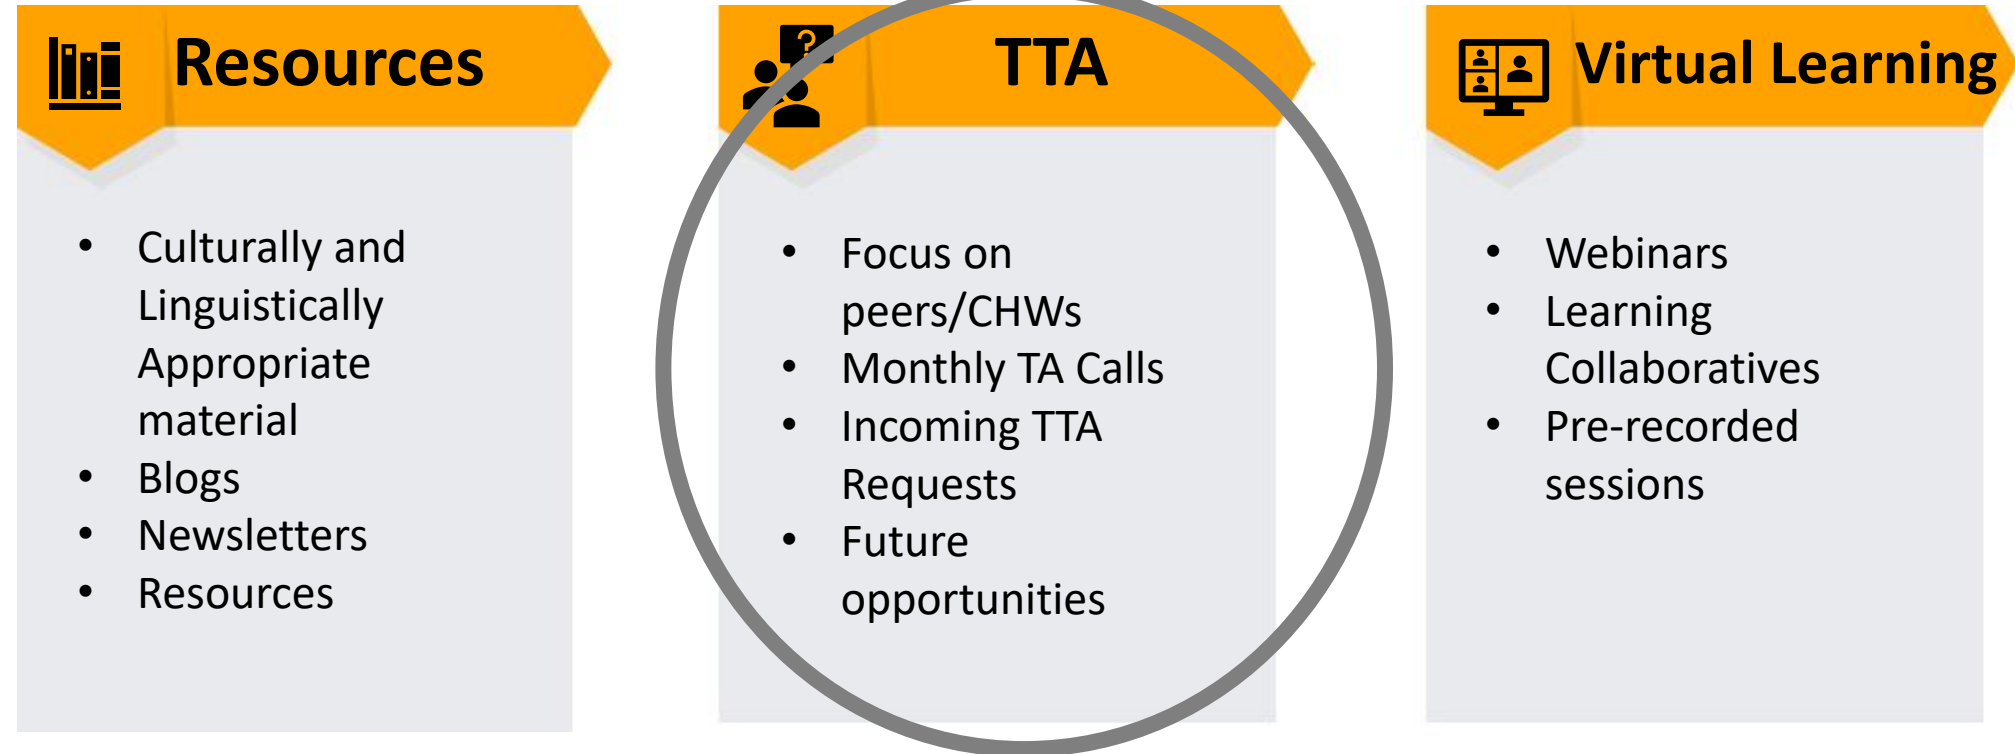 Resources
• Culturally and
Linguistically
Appropriate
material
• Blogs
• Newsletters
• Resources
?
TTA
• Focus on
peers/CHWs
• Monthly TA Calls
• Incoming TTA
Requests
• Future
opportunities
Virtual Learning
• Webinars
• Learning
Collaboratives
• Pre-recorded
sessions